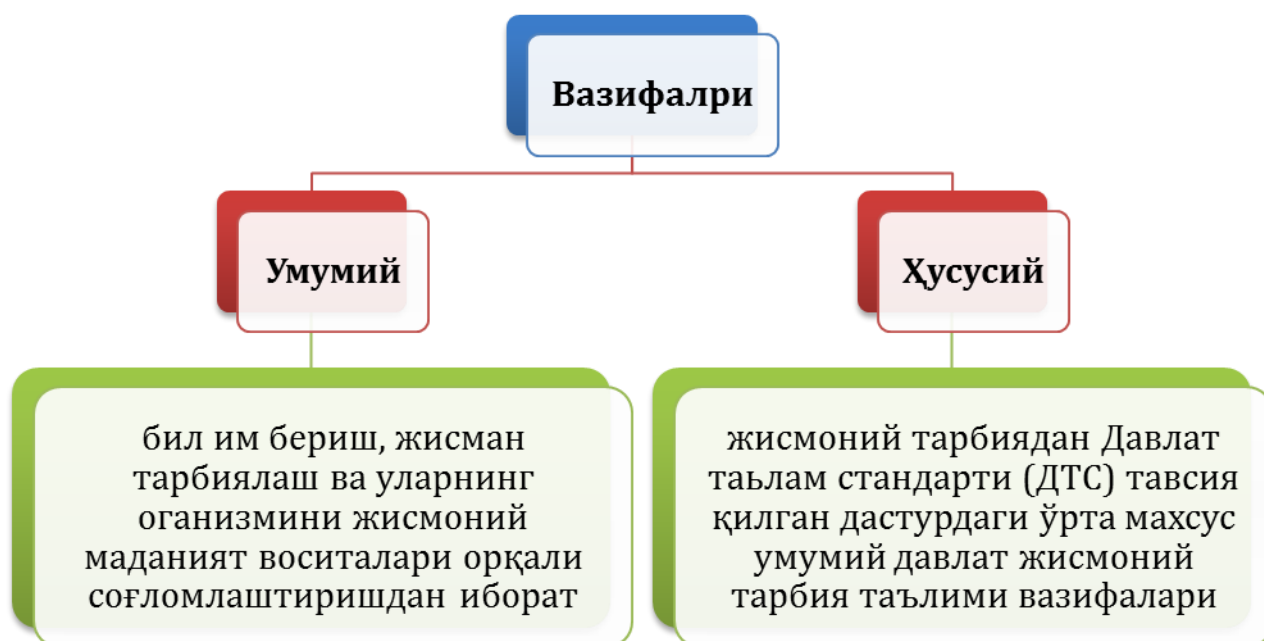 Вазифалри
Умумий
Ҳусусий
бил им бериш, жисман
тарбиялаш ва уларнинг
оганизмини жисмоний
маданият воситалари орқали
соғломлаштиришдан иборат
жисмоний тарбиядан Давлат
таьлам стандарти (ДТС) тавсия
қилган дастурдаги ўрта махсус
умумий давлат жисмоний
тарбия таълими вазифалари